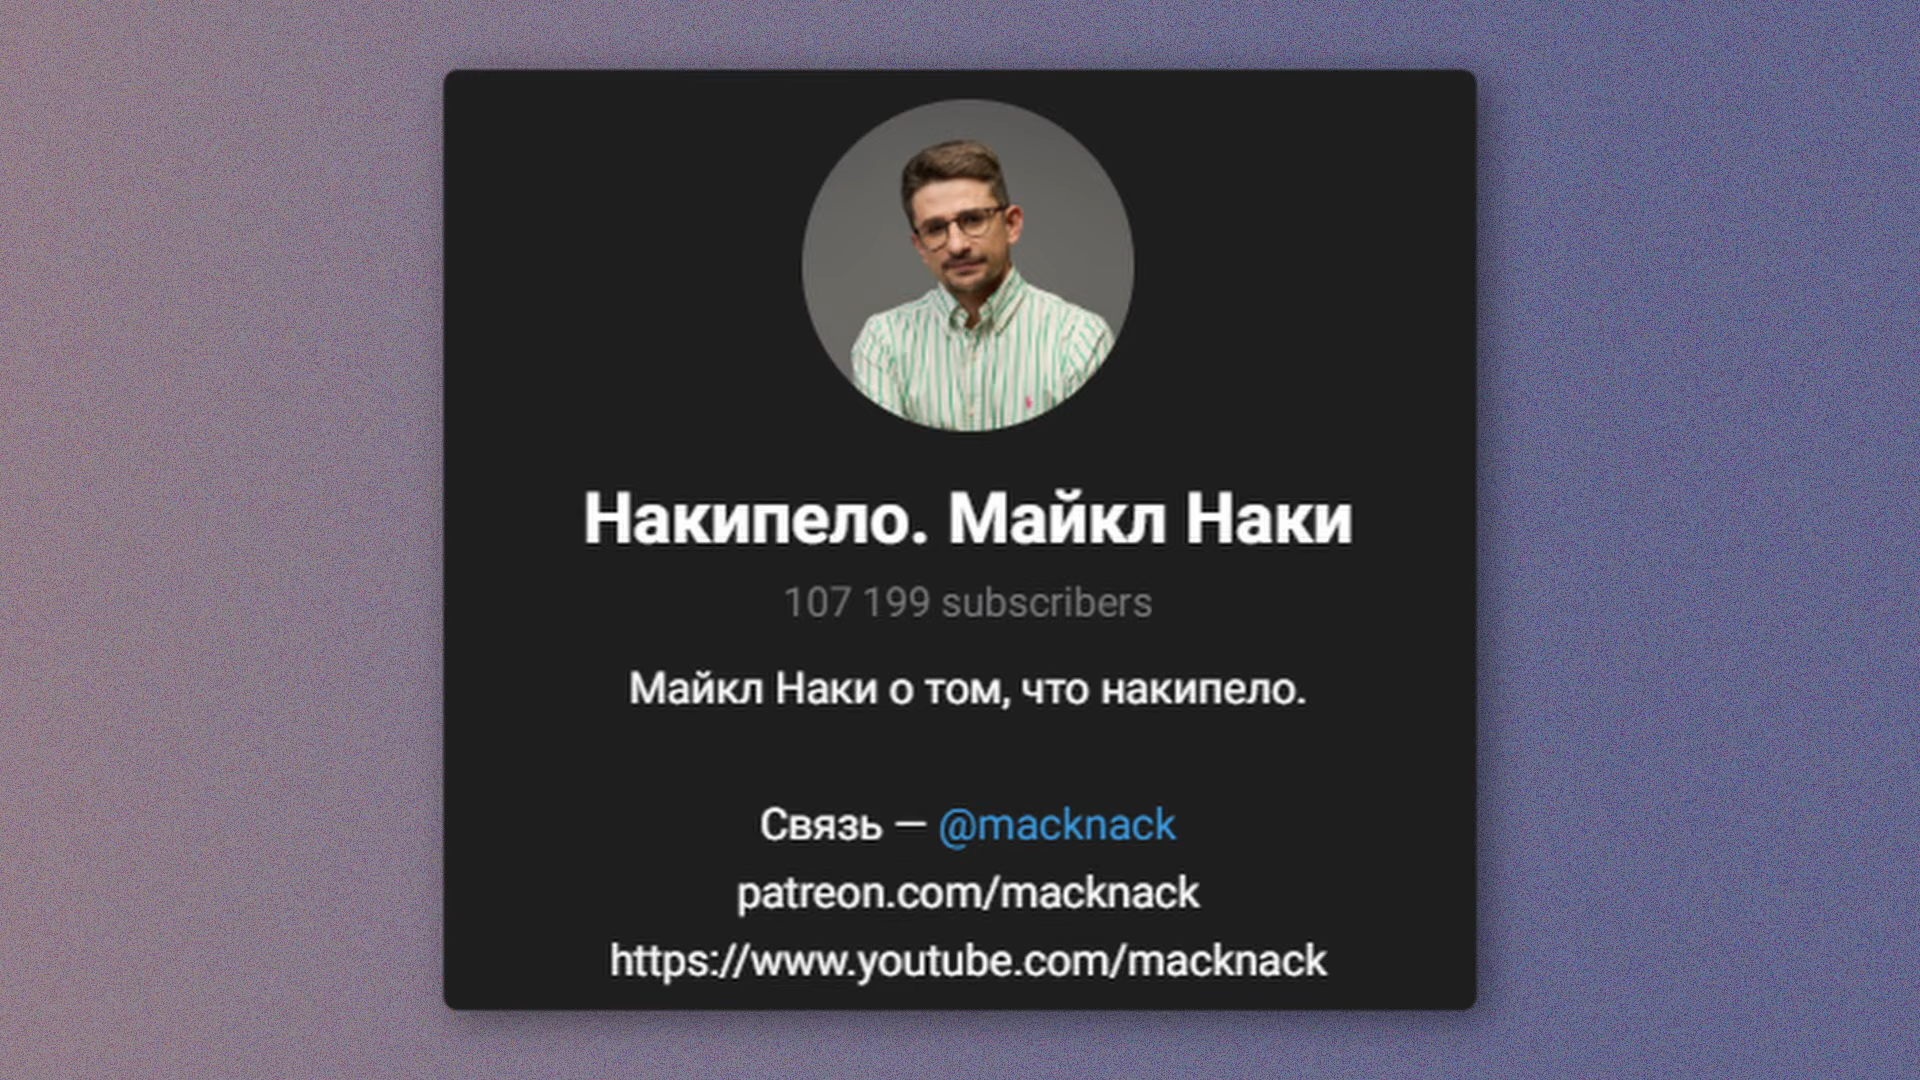 Накипело. Майкл Наки
107 199 subscribers
Майкл Наки о том, что накипело.
Связь — @macknack
patreon.com/macknack
https://www.youtube.com/macknack